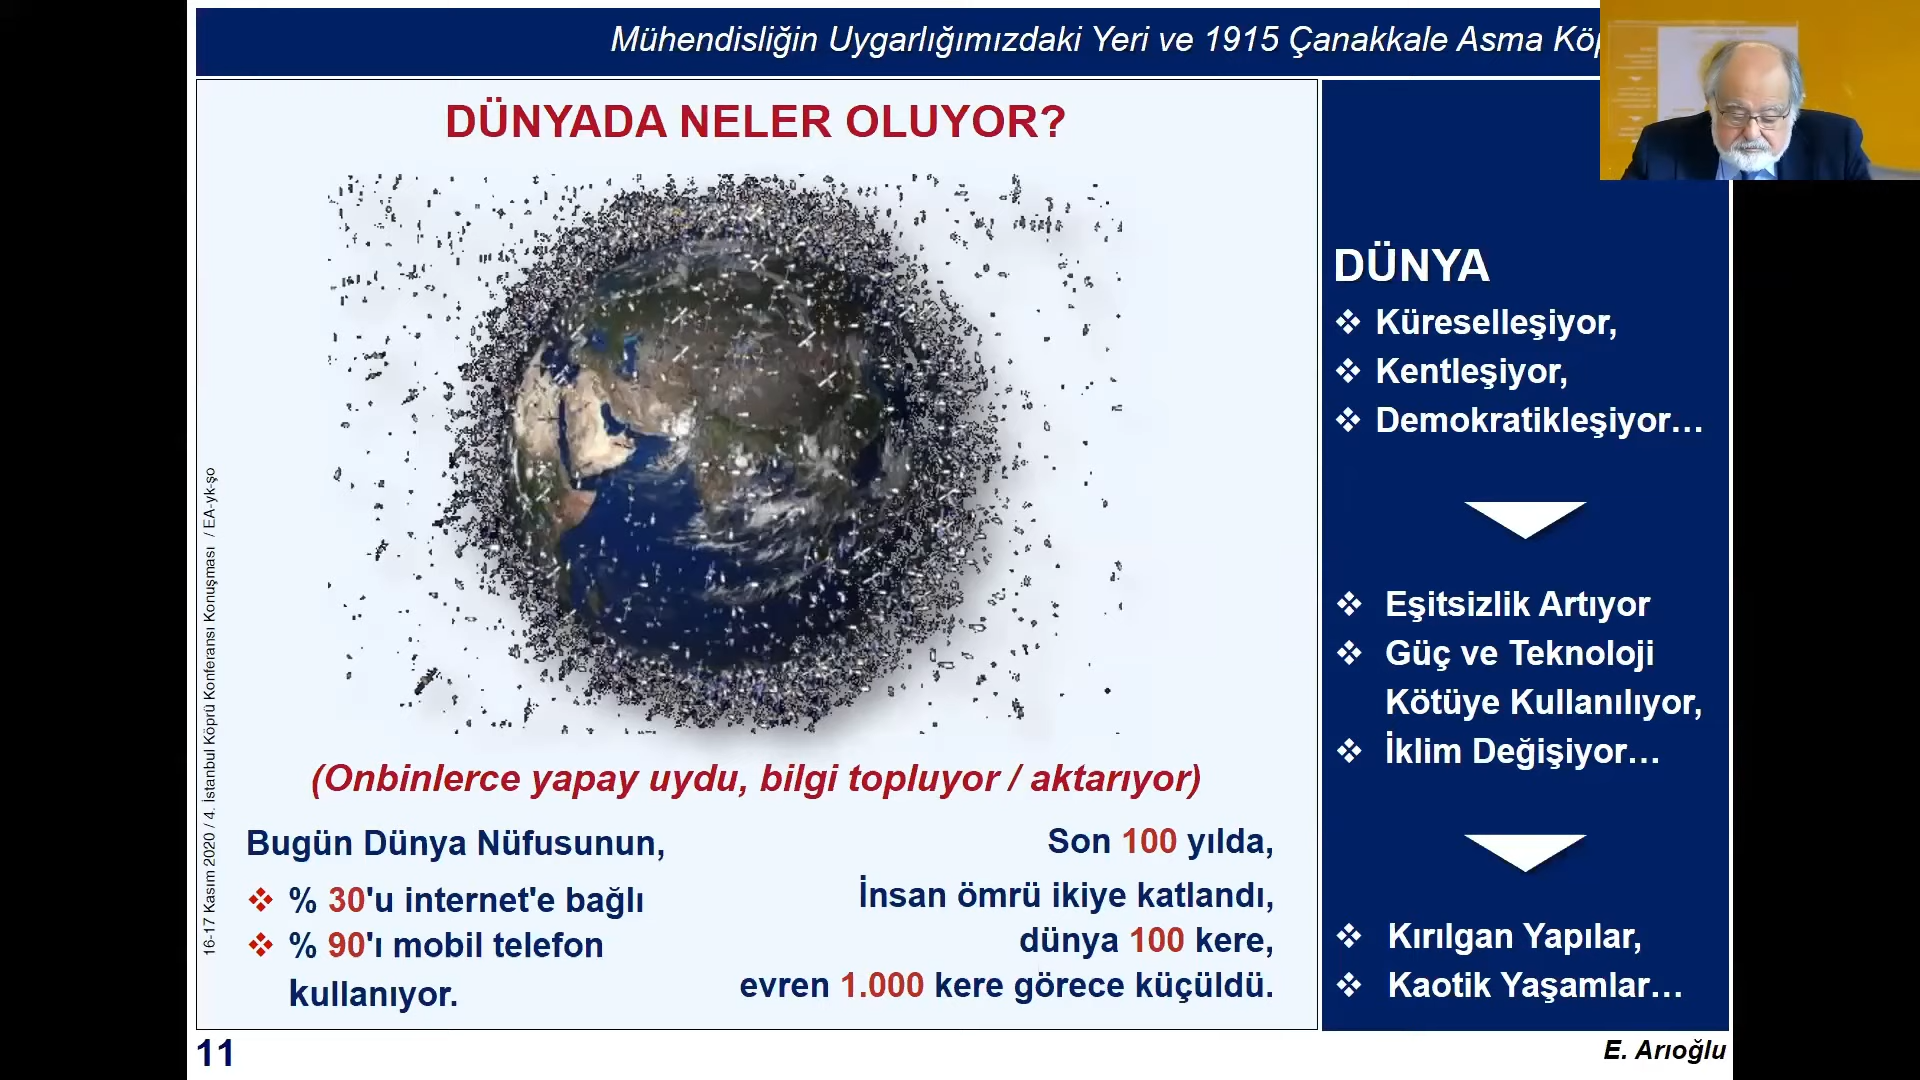 Mühendisliğin Uygarlığımızdaki Yeri ve 1915 Çanakkale Asma
DÜNYADA NELER OLUYOR?
(Onbinlerce yapay uydu, bilgi topluyor / aktarıyor)
Bugün Dünya Nüfusunun,
❖ % 30'u internet'e bağlı
❖ % 90'ı mobil telefon
kullanıyor.
Son 100 yılda,
İnsan ömrü ikiye katlandı,
dünya 100 kere,
evren 1.000 kere görece küçüldü.
DÜNYA
❖ Küreselleşiyor,
❖ Kentleşiyor,
❖ Demokratikleşiyor…
❖ Eşitsizlik Artıyor
❖ Güç ve Teknoloji
Kötüye Kullanılıyor,
❖ İklim Değişiyor…
❖ Kırılgan Yapılar,
❖ Kaotik Yaşamlar…
16-17 Kasım 2020 / 4. İstanbul Köprü Konferansı Konuşması / EA-yk-şo
11
E. Arıoğlu